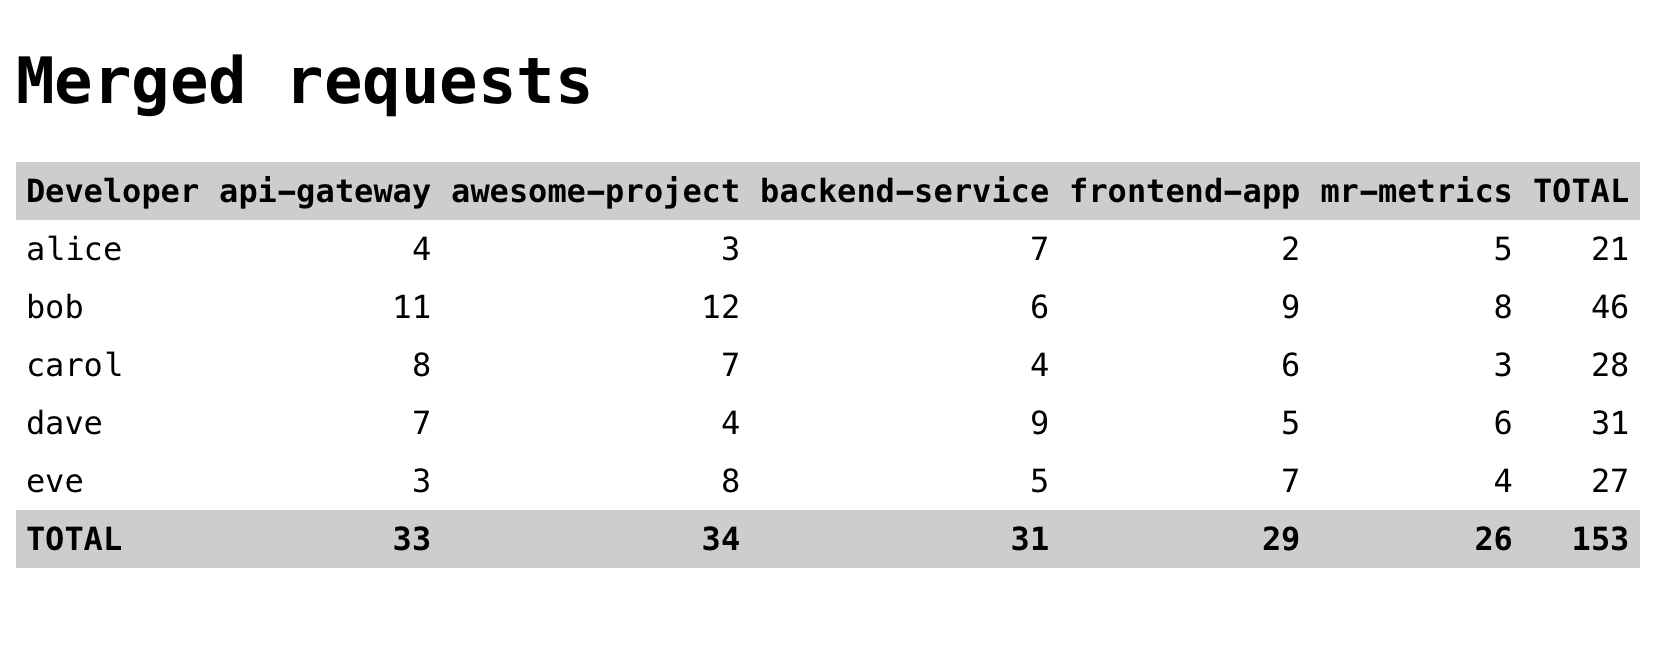 Merged requests
Developer api-gateway awesome-project backend-service frontend-app mr-metrics TOTAL
alice 4 3 7 2 5 21
bob 11 12 6 9 8 46
carol 8 7 4 6 3 28
dave 7 4 9 5 6 31
eve 3 8 5 7 4 27
TOTAL 33 34 31 29 26 153